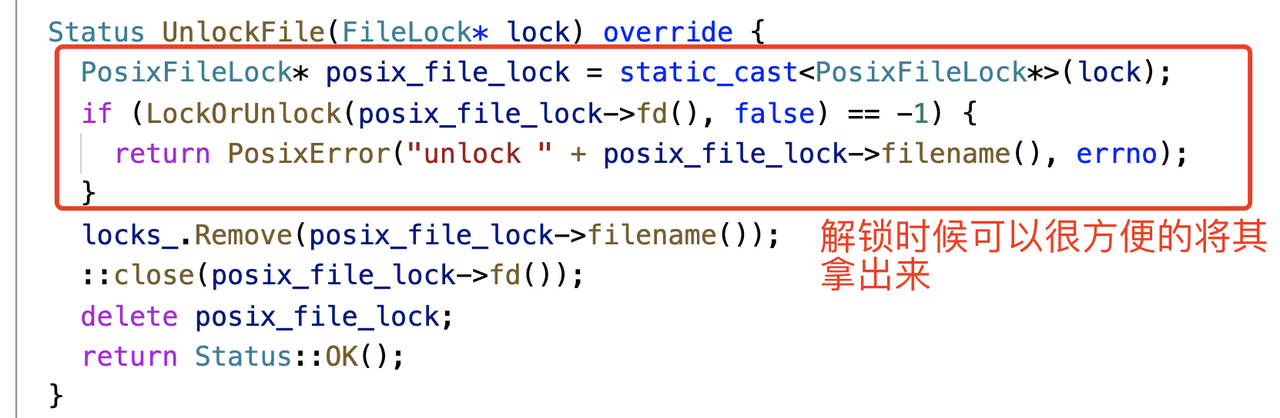 Status UnlockFile(FileLock* lock) override {
PosixFileLock* posix_file_lock = static_cast<PosixFileLock*>(lock);
if (LockOrUnlock(posix_file_lock->fd(), false) == -1) {
return PosixError("unlock " + posix_file_lock->filename(), errno);
}
locks_.Remove(posix_file_lock->filename());
::close(posix_file_lock->fd());
delete posix_file_lock;
return Status::OK();
}
解锁时候可以很方便的将其
拿出来